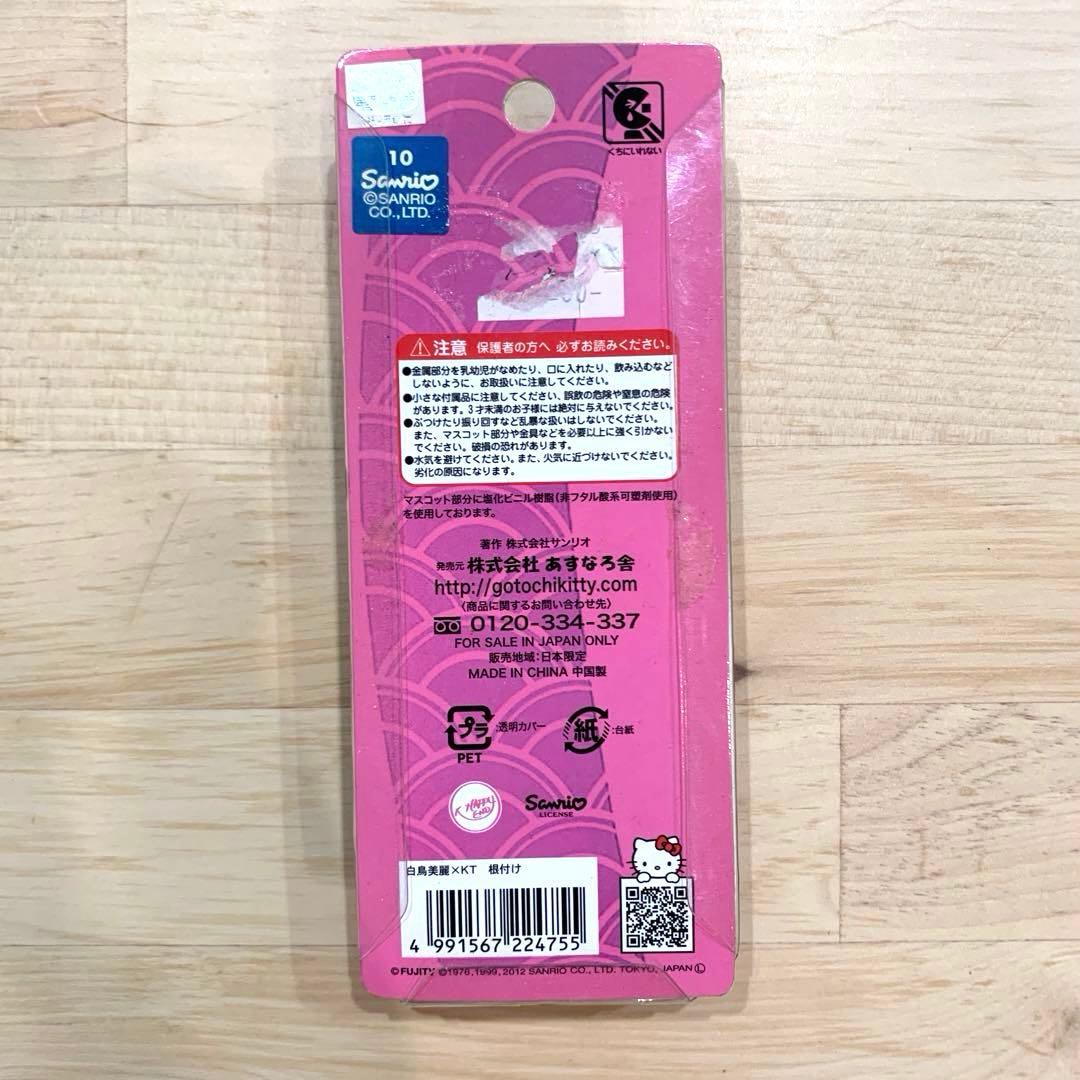 くちにいれない
10
Sanrio
©SANRIO
CO.,LTD.
注意 保護者の方へ 必ずお読みください。
●金属部分を乳幼児がなめたり、口に入れたり、飲み込むなど
しないように、お取扱いに注意してください。
●小さな付属品に注意してください、誤飲の危険や窒息の危険
があります。3才未満のお子様には絶対に与えないでください。
●ぶつけたり振り回すなど乱暴な扱いはしないでください。
また、マスコット部分や金具などを必要以上に強く引かない
でください。破損の恐れがあります。
●水気を避けてください。また、火気に近づけないでください。
劣化の原因になります。
マスコット部分に塩化ビニル樹脂(非フタル酸系可塑剤使用)
を使用しております。
著作 株式会社サンリオ
発売元 株式会社 あすなろ舎
http://gotochikitty.com
〈商品に関するお問い合わせ先〉
0120-334-337
FOR SALE IN JAPAN ONLY
販売地域:日本限定
MADE IN CHINA 中国製
プラ :透明カバー 紙 :台紙
PET
HAPPY
END
Sanrio
LICENSE
白鳥美麗×KT 根付け
4 991567 224755
©FUJITV ©1976,1999,2012 SANRIO CO., LTD. TOKYO, JAPAN Ⓛ